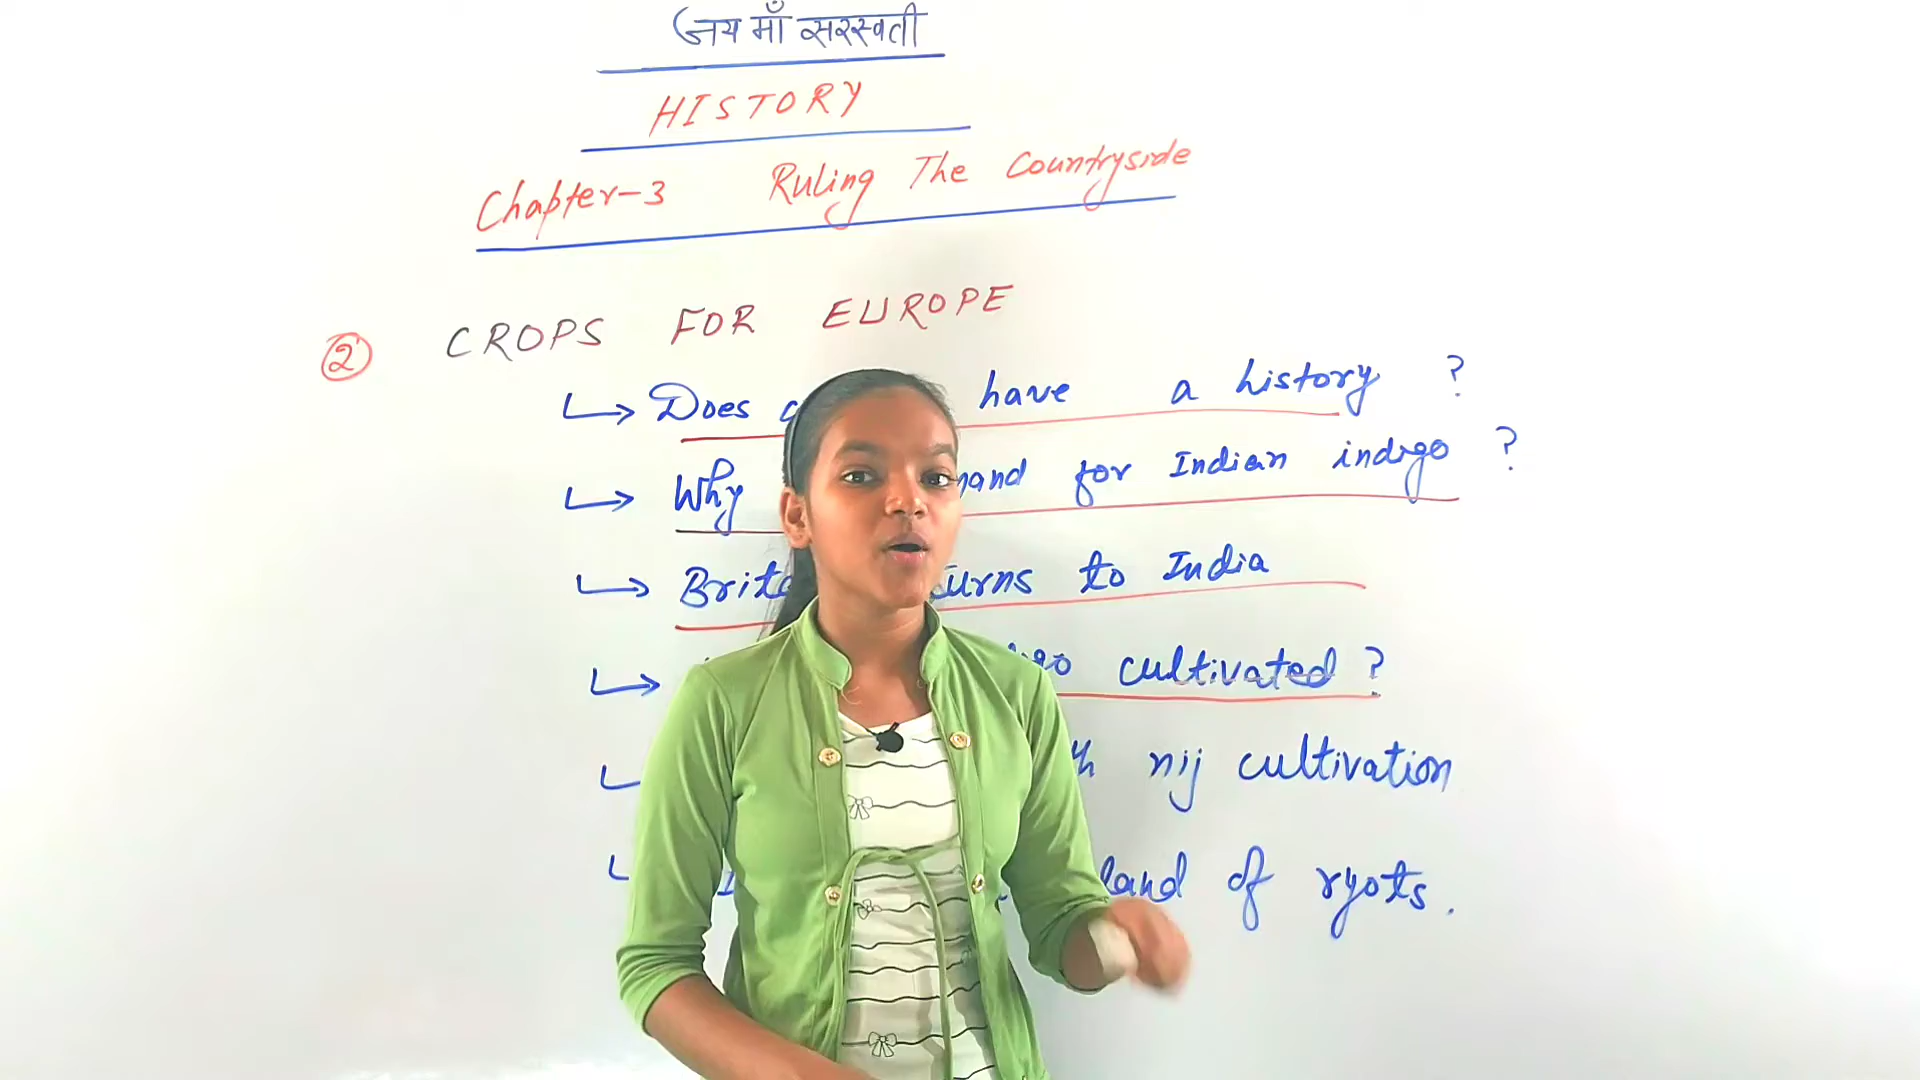 जय माँ सरस्वती
HISTORY
Chapter-3 Ruling The Countryside
② CROPS FOR EUROPE
↳ Does have a history ?
↳ Why for Indian indigo ?
↳ to India
↳ cultivated ?
↳ nij cultivation
↳ land of ryots.